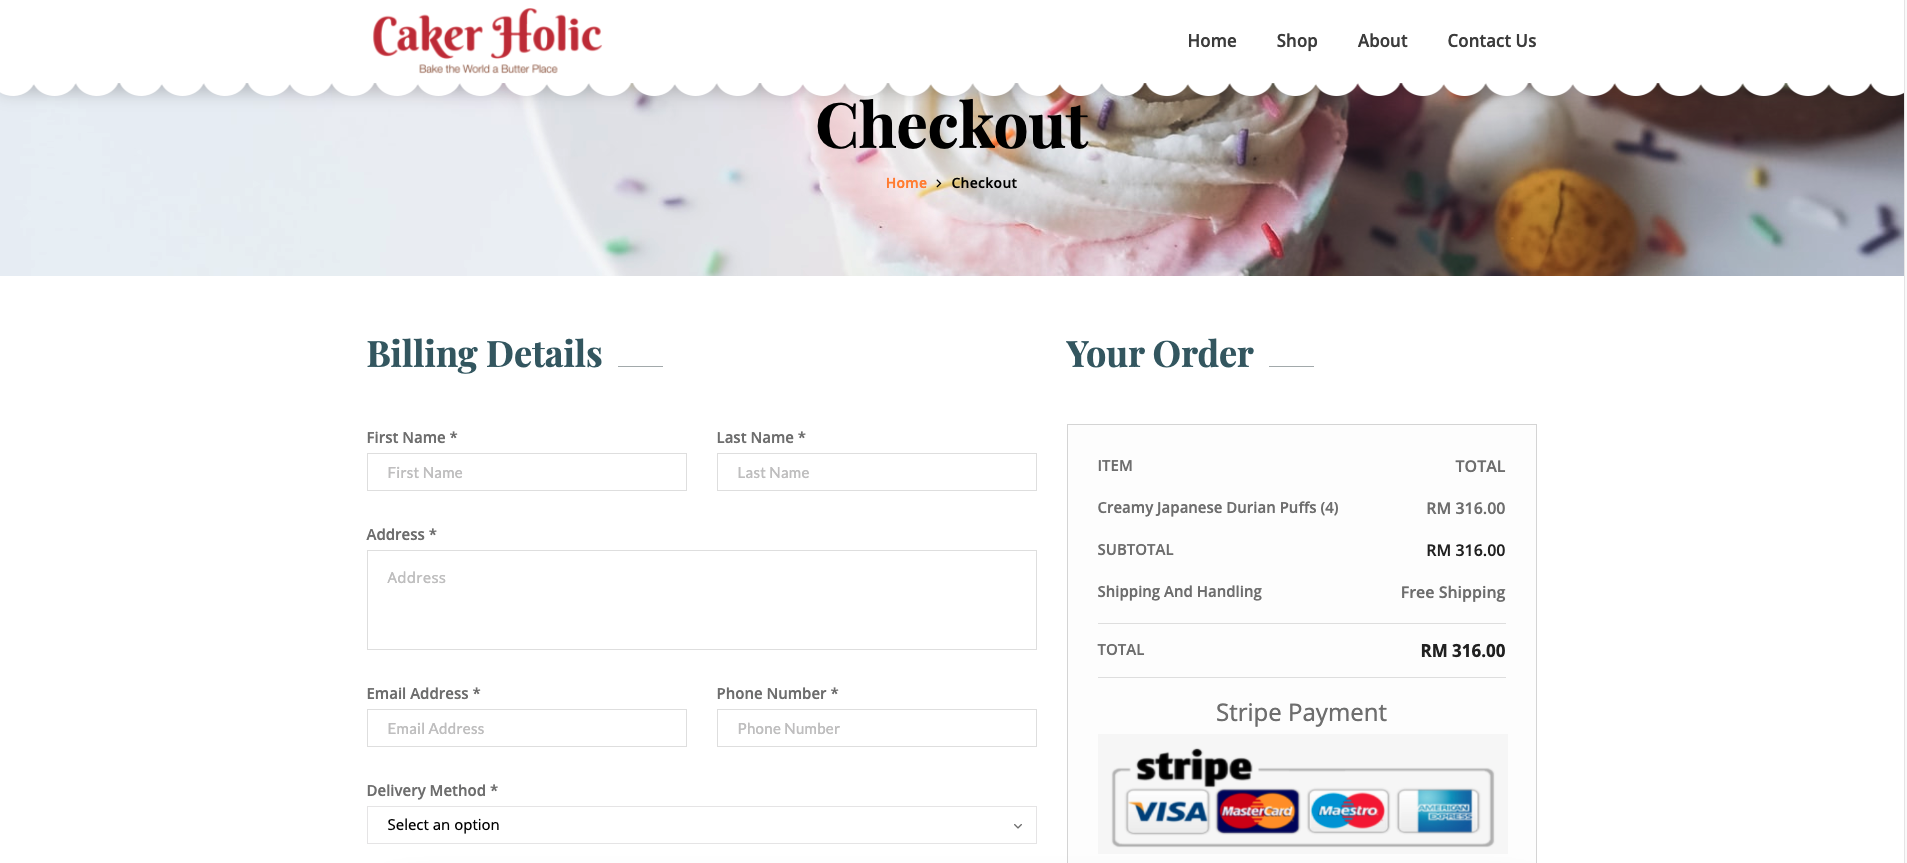 Caker Holic
Bake the World a Butter Place
Home Shop About Contact Us
Checkout
Home > Checkout
Billing Details
First Name * Last Name *
First Name Last Name
Address *
Address
Email Address * Phone Number *
Email Address Phone Number
Delivery Method *
Select an option
Your Order
ITEM TOTAL
Creamy Japanese Durian Puffs (4) RM 316.00
SUBTOTAL RM 316.00
Shipping And Handling Free Shipping
TOTAL RM 316.00
Stripe Payment
stripe
VISA MasterCard Maestro AMERICAN EXPRESS